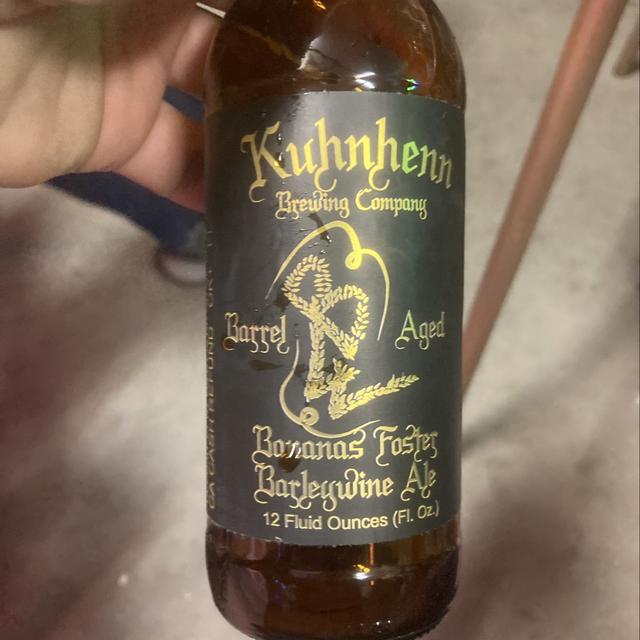 Kuhnhenn
Brewing Company
Barrel Aged
Bananas Foster
Barleywine Ale
12 Fluid Ounces (Fl. Oz.)